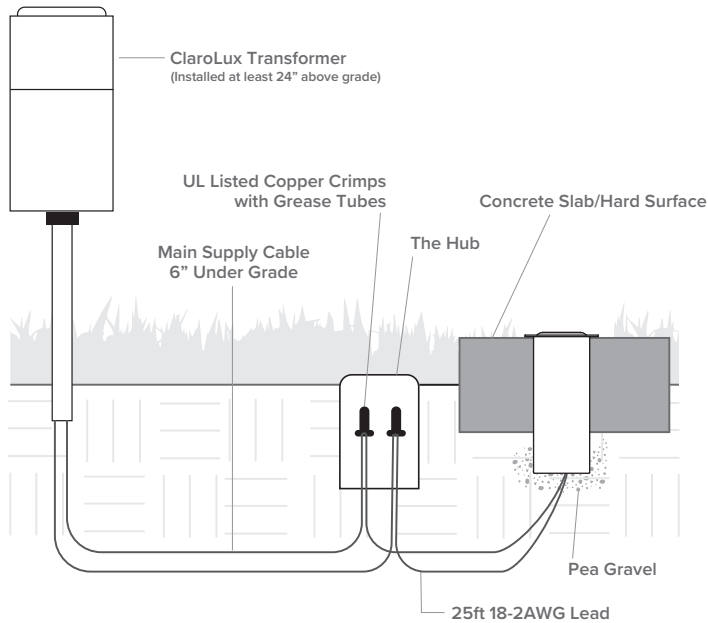 ClaroLux Transformer
(Installed at least 24” above grade)
UL Listed Copper Crimps
with Grease Tubes
Concrete Slab/Hard Surface
The Hub
Main Supply Cable
6” Under Grade
Pea Gravel
25ft 18-2AWG Lead